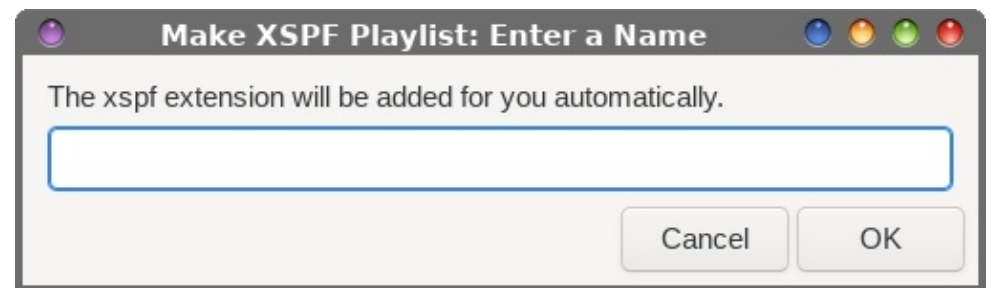 Make XSPF Playlist: Enter a Name
The xspf extension will be added for you automatically.
Cancel OK